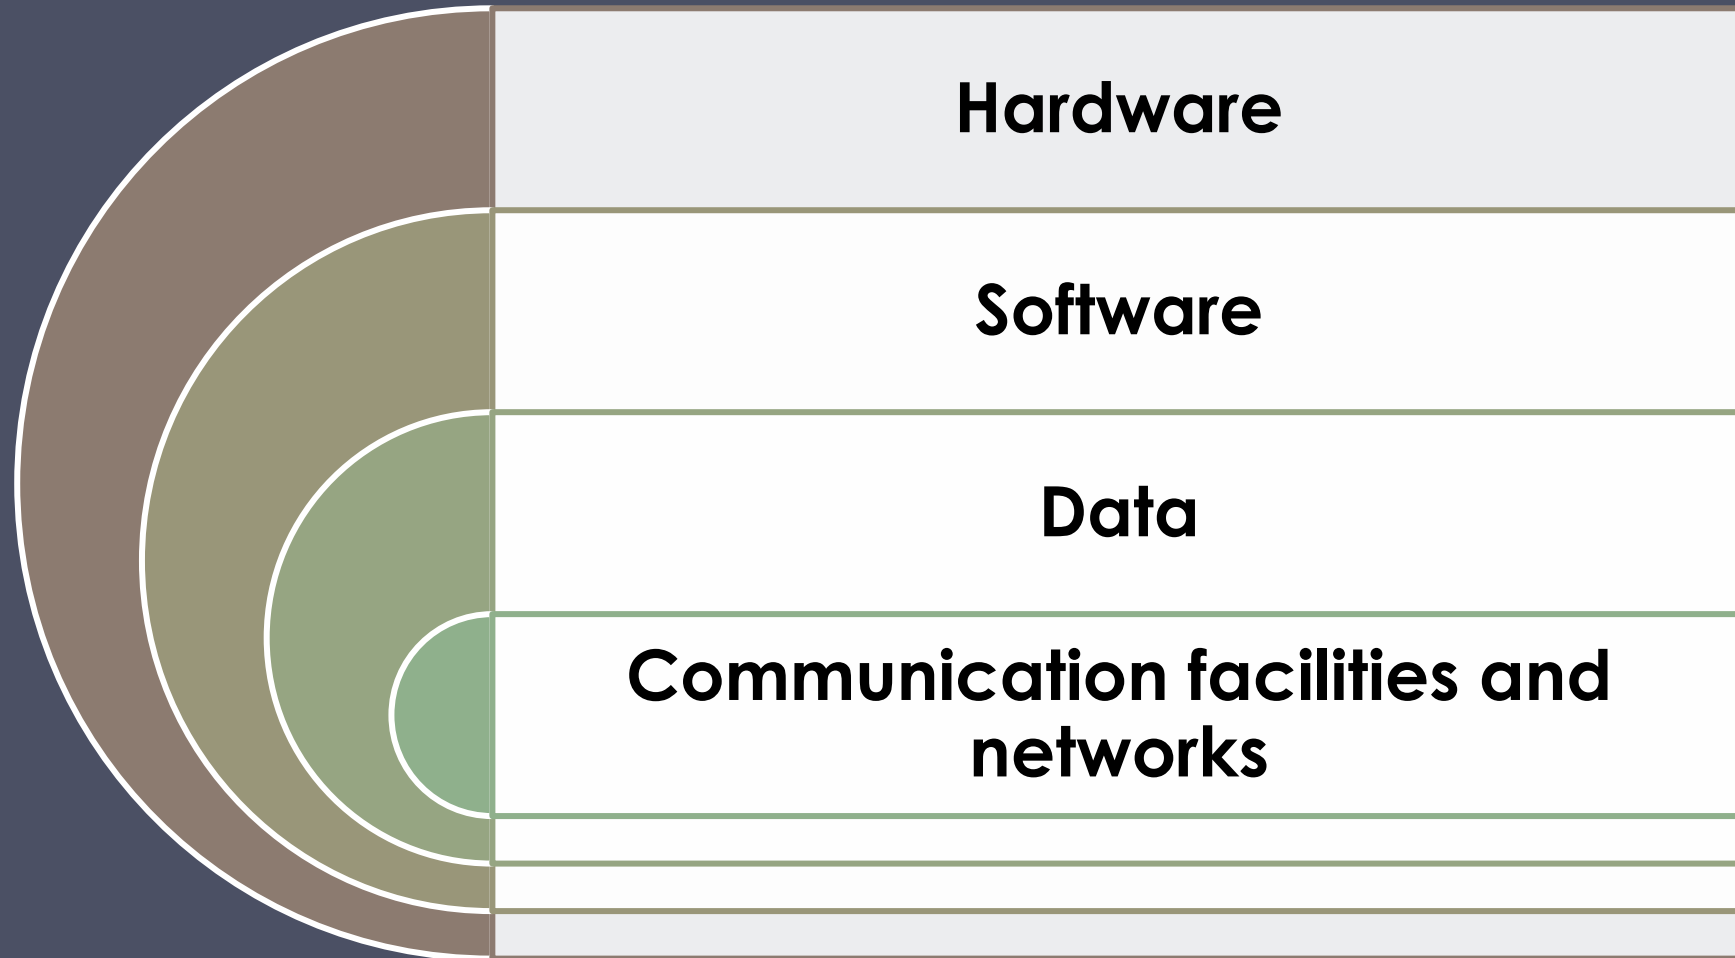 Hardware
Software
Data
Communication facilities and
networks